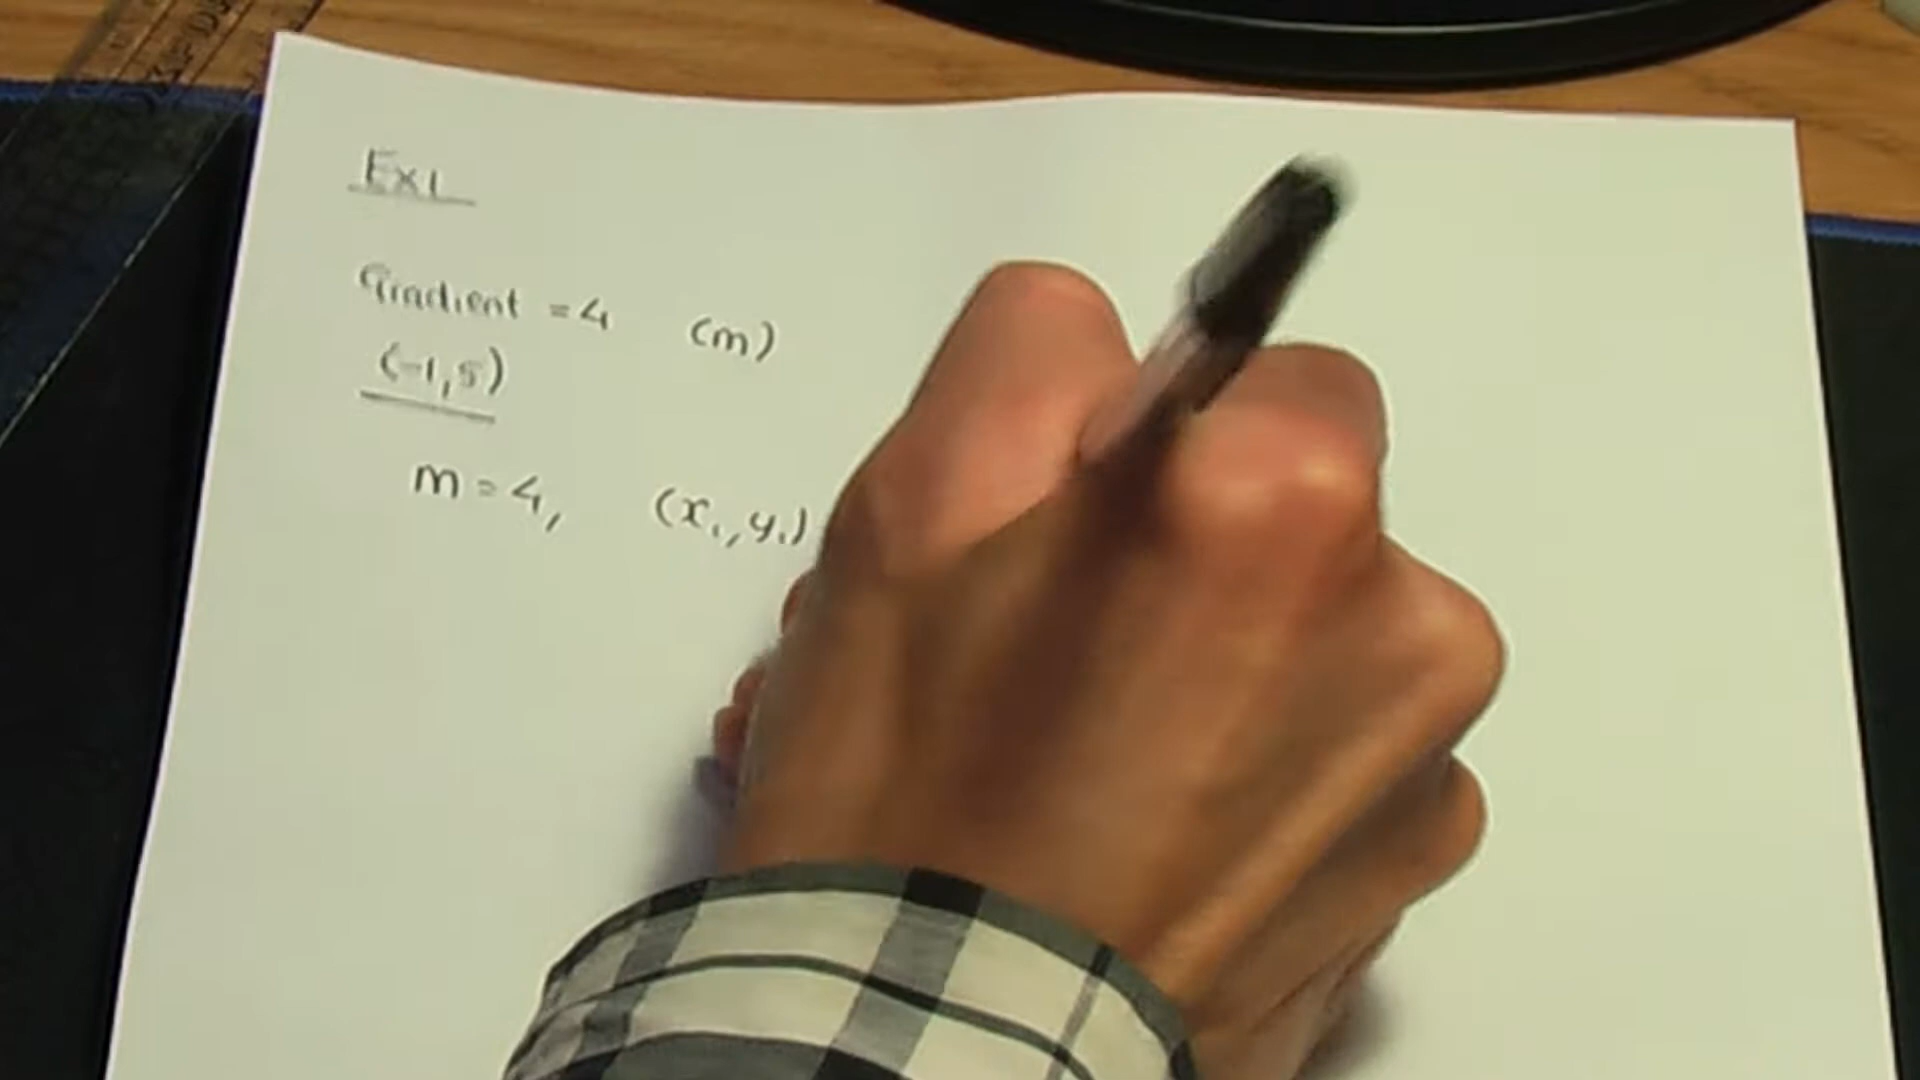 Ex1
Gradient = 4 (m)
(-1, 5)
m = 4, (x₁, y₁)